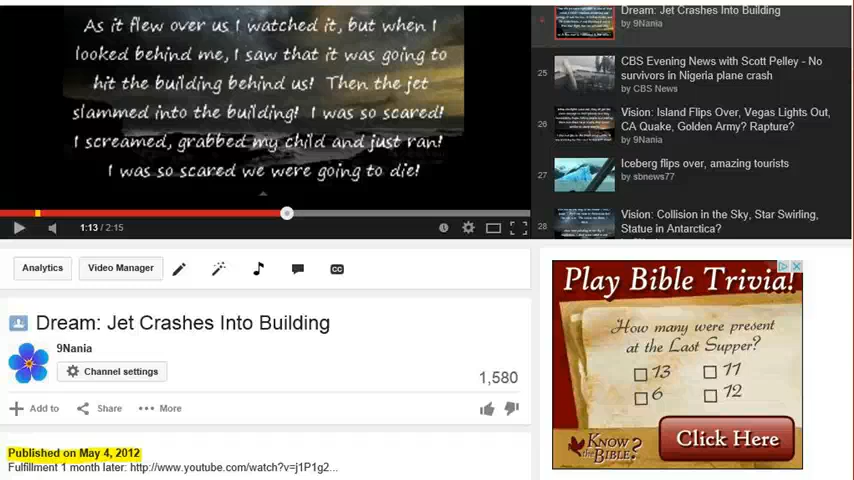 As it flew over us I watched it, but when I
looked behind me, I saw that it was going to
hit the building behind us! Then the jet
slammed into the building! I was so scared!
I screamed, grabbed my child and just ran!
I was so scared we were going to die!
1:13 / 2:15
Dream: Jet Crashes Into Building
by 9Nania
25
CBS Evening News with Scott Pelley - No
survivors in Nigeria plane crash
by CBS News
26
Vision: Island Flips Over, Vegas Lights Out,
CA Quake, Golden Army? Rapture?
by 9Nania
27
Iceberg flips over, amazing tourists
by sbnews77
28
Vision: Collision in the Sky, Star Swirling,
Statue in Antarctica?
Analytics
Video Manager
CC
Dream: Jet Crashes Into Building
9Nania
Channel settings
1,580
Add to
Share
More
Published on May 4, 2012
Fulfillment 1 month later: http://www.youtube.com/watch?v=j1P1g2...
Play Bible Trivia!
How many were present
at the Last Supper?
13
11
6
12
KNOW
the BIBLE?
Click Here